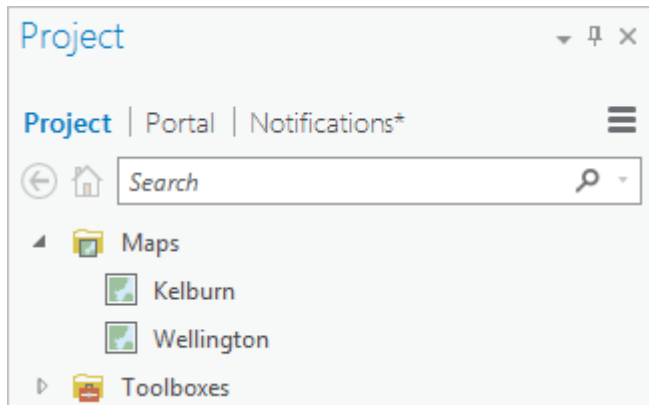 Project
Project | Portal | Notifications*
Search
Maps
Kelburn
Wellington
Toolboxes